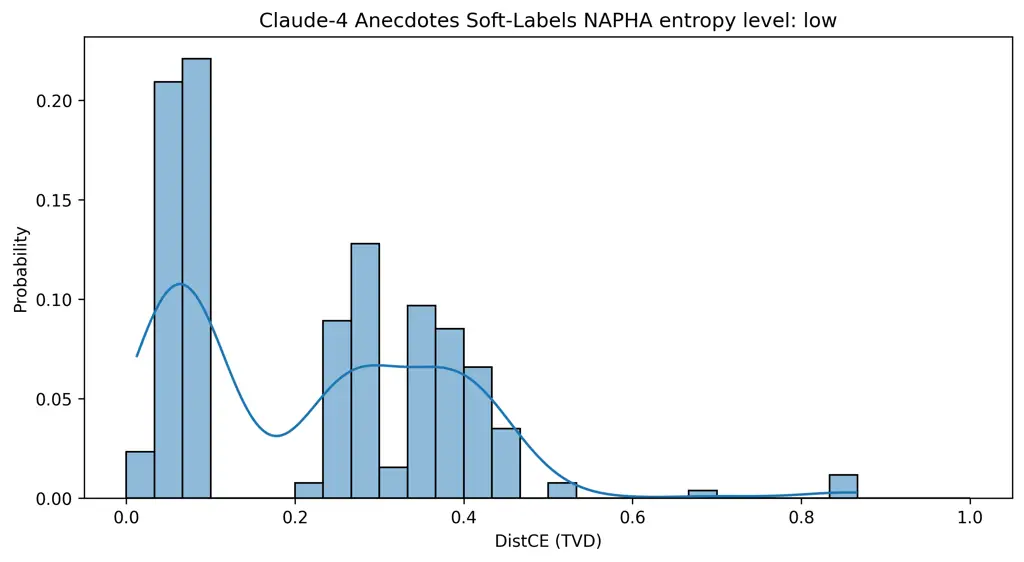 Claude-4 Anecdotes Soft-Labels NAPHA entropy level: low
Probability
0.20
0.15
0.10
0.05
0.00
0.0 0.2 0.4 0.6 0.8 1.0
DistCE (TVD)